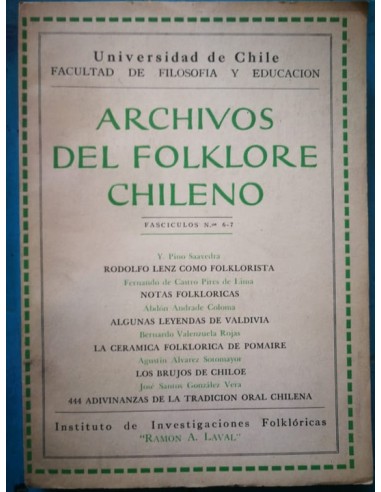 Universidad de Chile
FACULTAD DE FILOSOFIA Y EDUCACION
ARCHIVOS
DEL FOLKLORE
CHILENO
FASCICULOS N.os 6-7
Y. Pino Saavedra
RODOLFO LENZ COMO FOLKLORISTA
Fernando de Castro Pires de Lima
NOTAS FOLKLORICAS
Abdón Andrade Coloma
ALGUNAS LEYENDAS DE VALDIVIA
Bernardo Valenzuela Rojas
LA CERAMICA FOLKLORICA DE POMAIRE
Agustín Alvarez Sotomayor
LOS BRUJOS DE CHILOE
José Santos González Vera
444 ADIVINANZAS DE LA TRADICION ORAL CHILENA
Instituto de Investigaciones Folklóricas
"RAMON A. LAVAL"